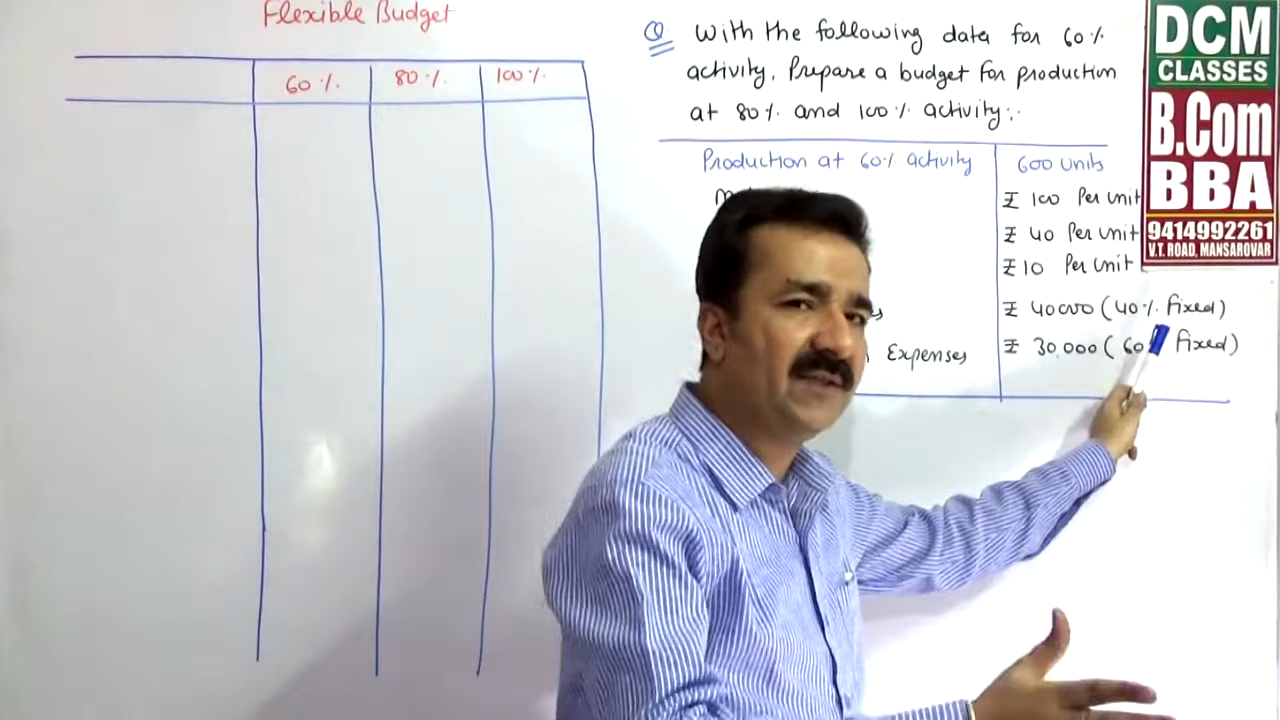 Flexible Budget
60% 80% 100%
Q With the following data for 60%
activity. Prepare a budget for production
at 80% and 100% activity:.
Production at 60% activity 600 units
₹ 100 Per unit
₹ 40 Per unit
₹ 10 Per unit
₹ 40000 (40% fixed)
Expenses ₹ 30,000 (60 fixed)
DCM
CLASSES
B.Com
BBA
9414992261
V.T. ROAD, MANSAROVAR